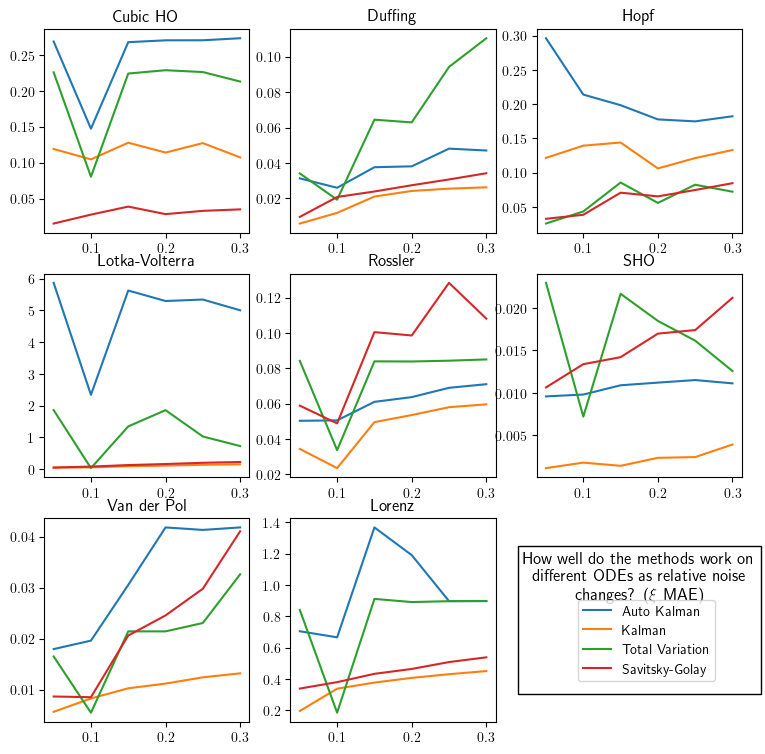 Cubic HO
0.25
0.20
0.15
0.10
0.05
0.1 0.2 0.3
Duffing
0.10
0.08
0.06
0.04
0.02
0.1 0.2 0.3
Hopf
0.30
0.25
0.20
0.15
0.10
0.05
0.1 0.2 0.3
Lotka-Volterra
6
5
4
3
2
1
0
0.1 0.2 0.3
Rossler
0.12
0.10
0.08
0.06
0.04
0.02
0.1 0.2 0.3
SHO
0.020
0.015
0.010
0.005
0.1 0.2 0.3
Van der Pol
0.04
0.03
0.02
0.01
0.1 0.2 0.3
Lorenz
1.4
1.2
1.0
0.8
0.6
0.4
0.2
0.1 0.2 0.3
How well do the methods work on
different ODEs as relative noise
changes? (ξ MAE)
Auto Kalman
Kalman
Total Variation
Savitsky-Golay